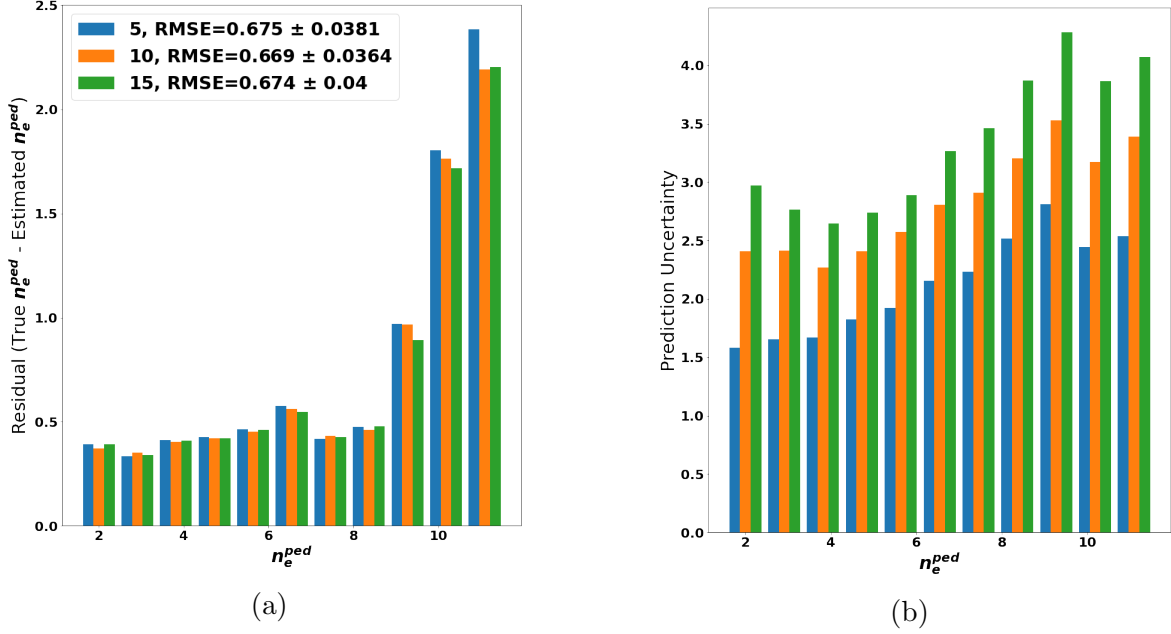 2.5
2.0
1.5
1.0
0.5
0.0
Residual (True n_e^ped - Estimated n_e^ped)
5, RMSE=0.675 ± 0.0381
10, RMSE=0.669 ± 0.0364
15, RMSE=0.674 ± 0.04
2 4 6 8 10
n_e^ped
(a)
4.0
3.5
3.0
2.5
2.0
1.5
1.0
0.5
0.0
Prediction Uncertainty
2 4 6 8 10
n_e^ped
(b)